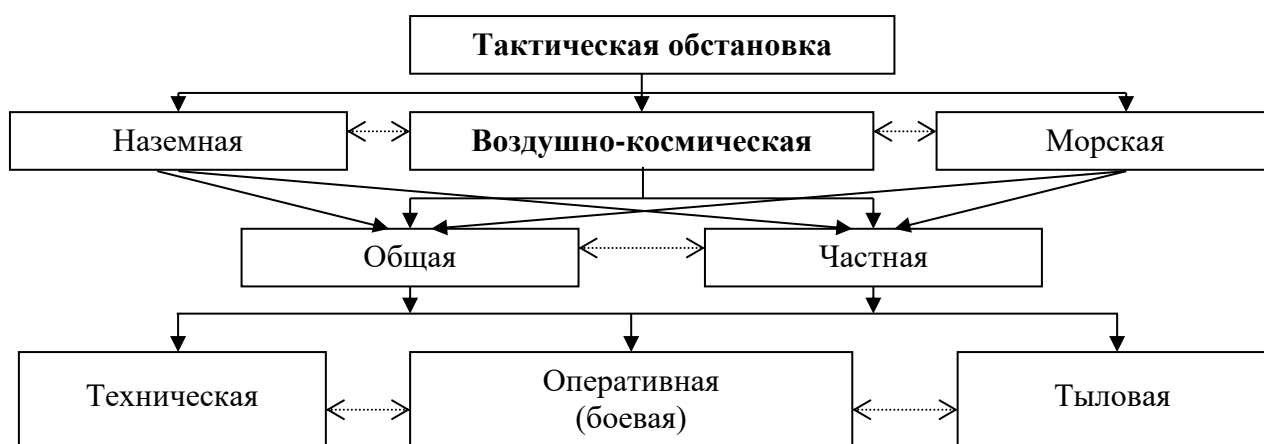 Тактическая обстановка
Наземная
Воздушно-космическая
Морская
Общая
Частная
Техническая
Оперативная
(боевая)
Тыловая